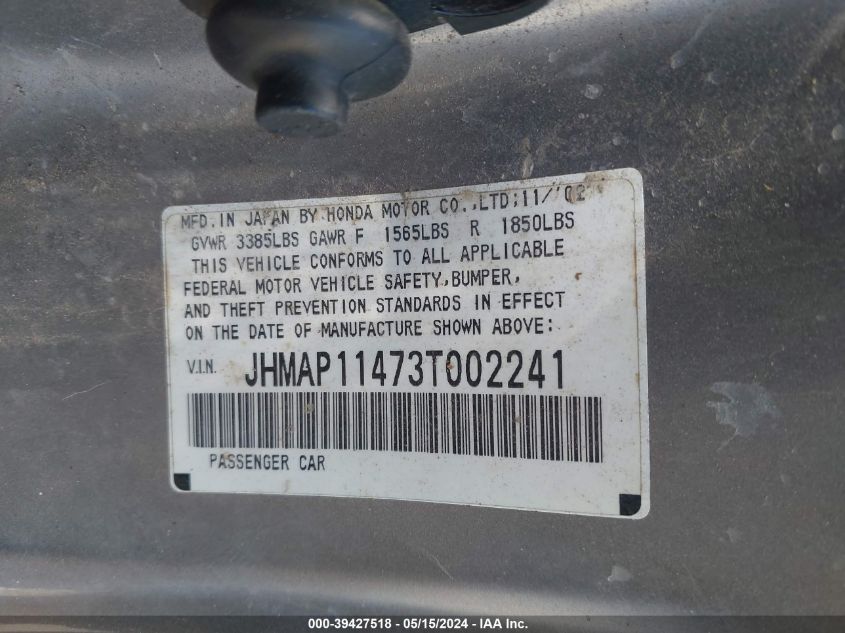 MFD. IN JAPAN BY HONDA MOTOR CO.,LTD;11/'02
GVWR 3385LBS GAWR F 1565LBS R 1850LBS
THIS VEHICLE CONFORMS TO ALL APPLICABLE
FEDERAL MOTOR VEHICLE SAFETY,BUMPER,
AND THEFT PREVENTION STANDARDS IN EFFECT
ON THE DATE OF MANUFACTURE SHOWN ABOVE:
V.I.N. JHMAP11473T002241
PASSENGER CAR
000-39427518 - 05/15/2024 - IAA Inc.